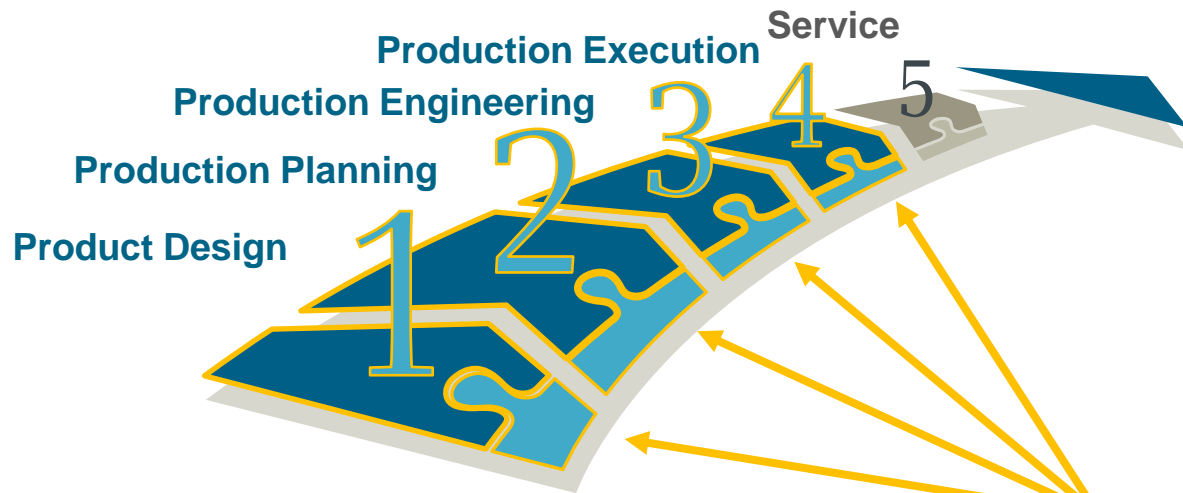 Service
5
Production Execution
4
Production Engineering
3
Production Planning
2
Product Design
1